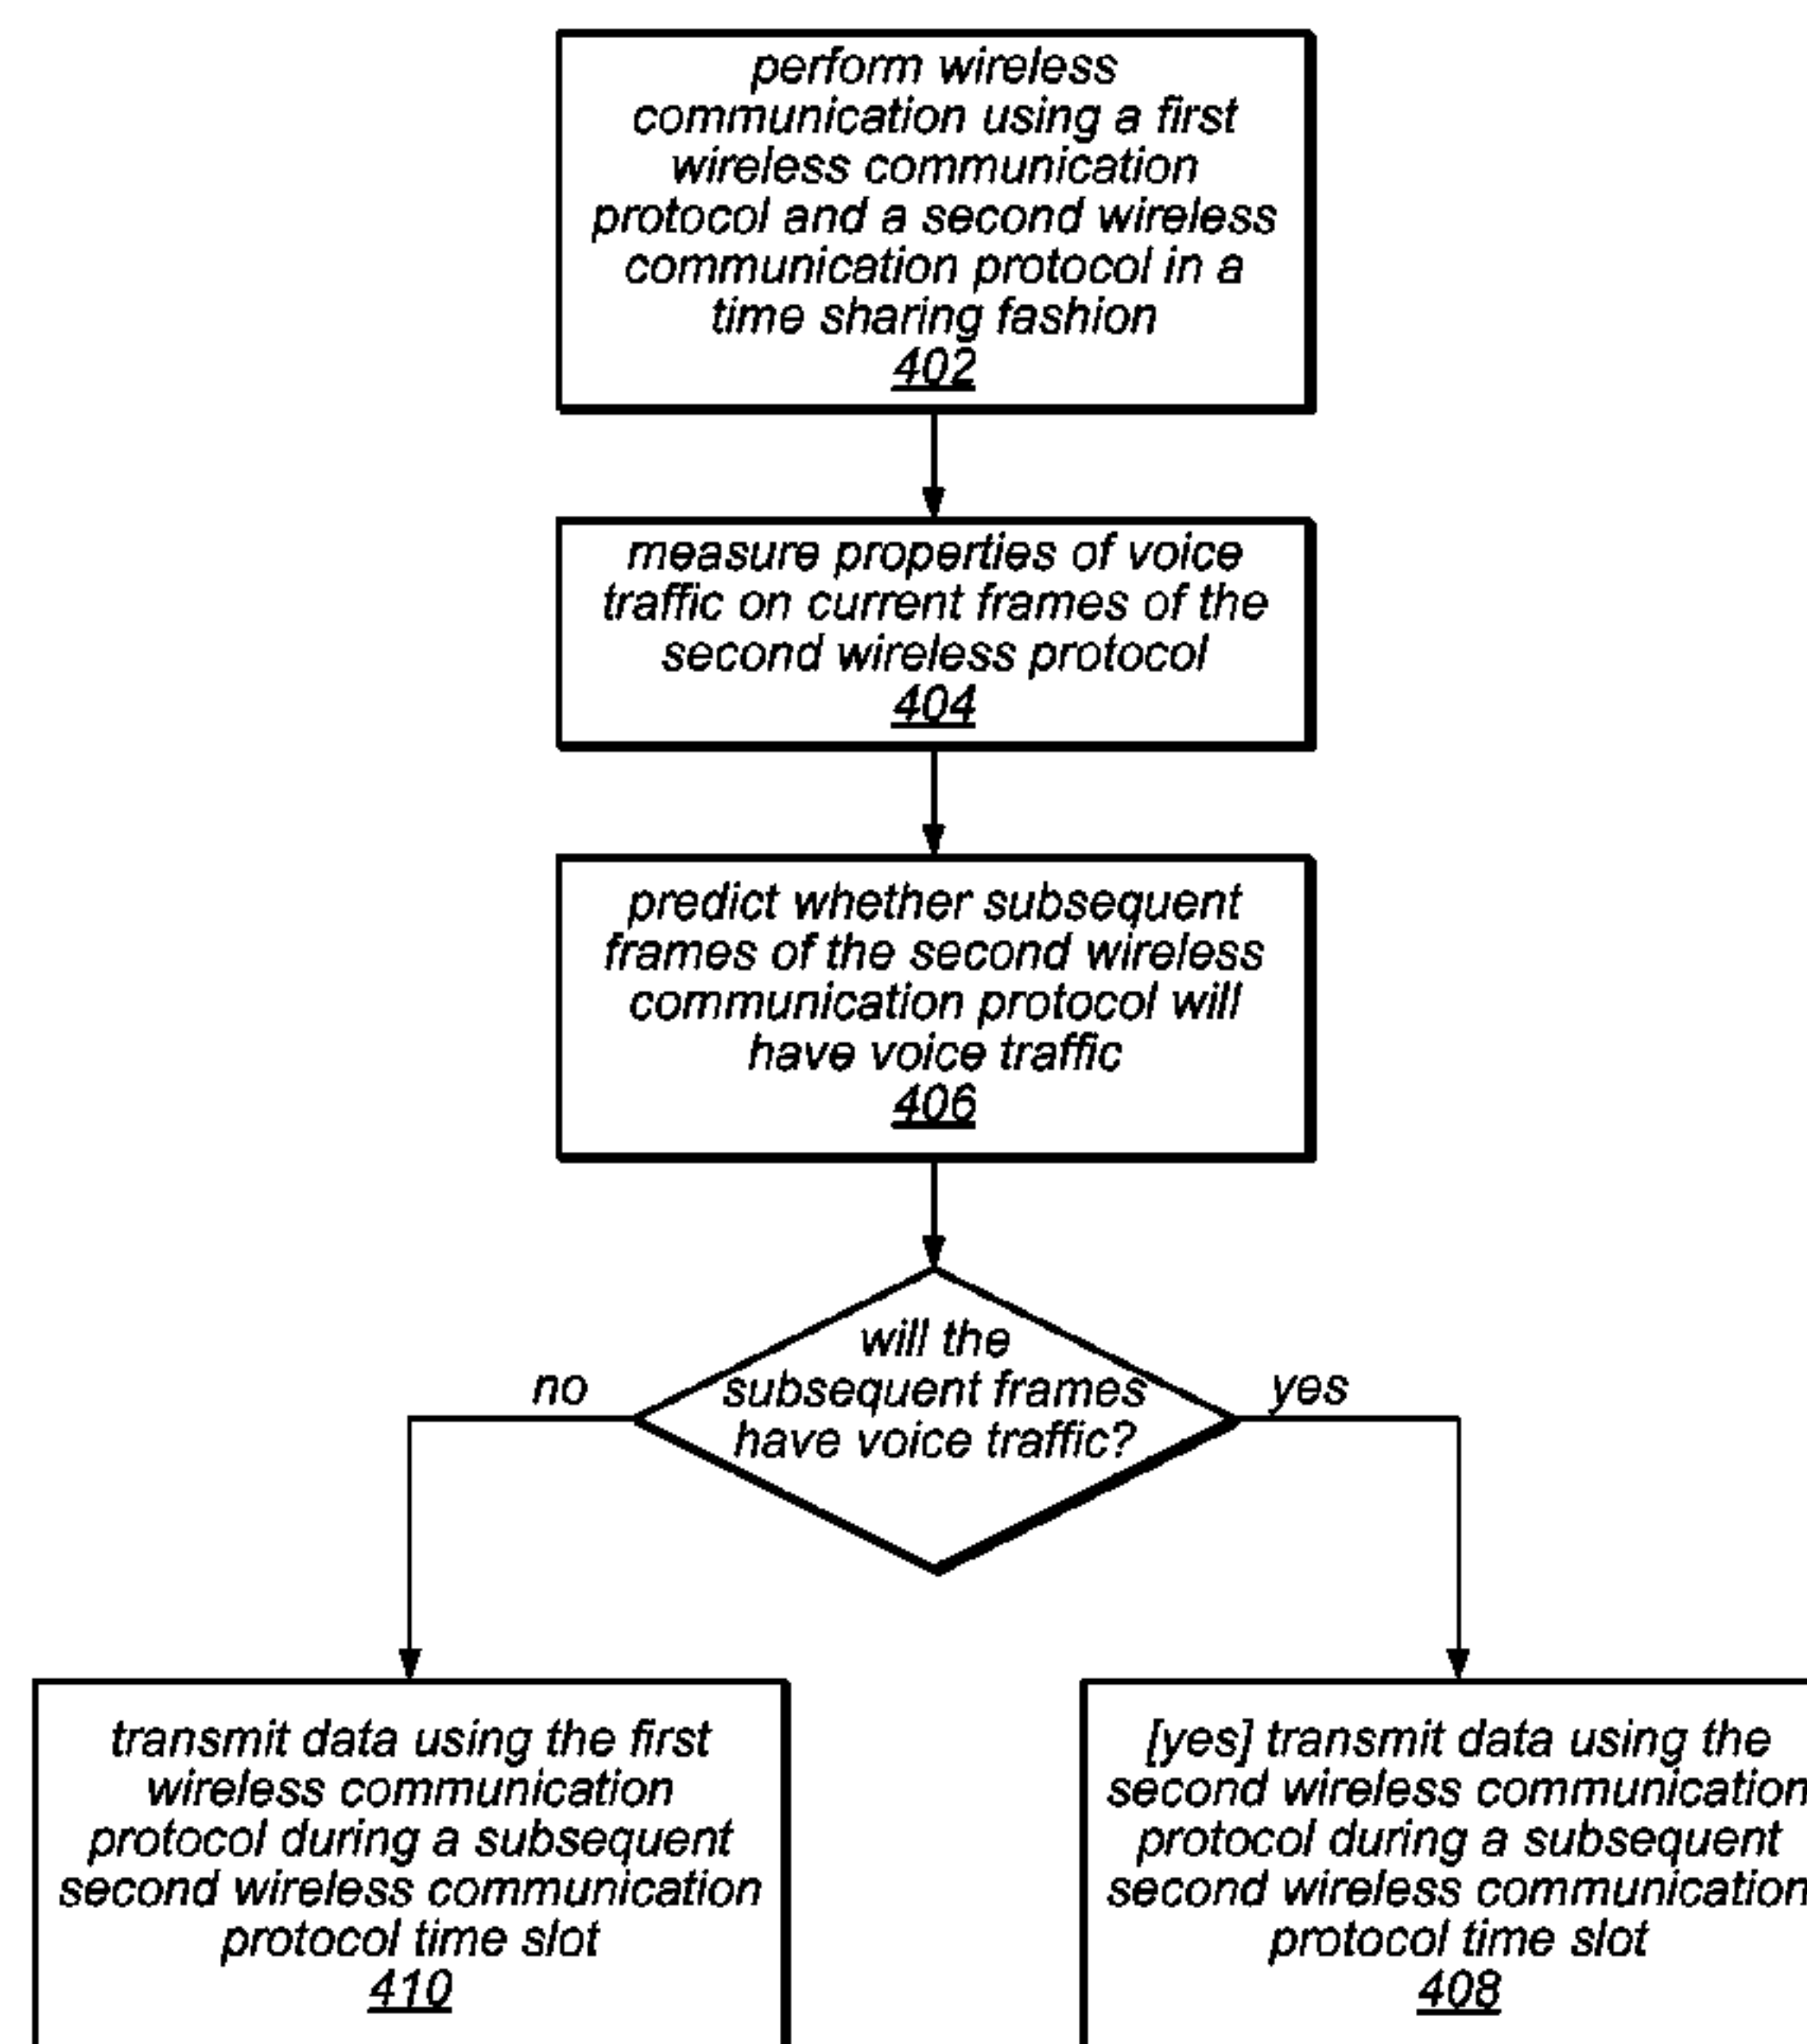 perform wireless
communication using a first
wireless communication
protocol and a second wireless
communication protocol in a
time sharing fashion
402
measure properties of voice
traffic on current frames of the
second wireless protocol
404
predict whether subsequent
frames of the second wireless
communication protocol will
have voice traffic
406
will the
subsequent frames
have voice traffic?
no
yes
transmit data using the first
wireless communication
protocol during a subsequent
second wireless communication
protocol time slot
410
[yes] transmit data using the
second wireless communication
protocol during a subsequent
second wireless communication
protocol time slot
408